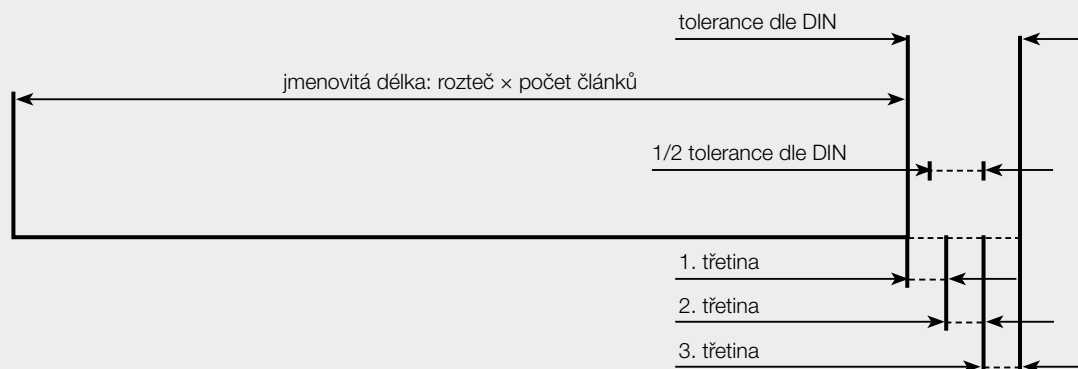 tolerance dle DIN
jmenovitá délka: rozteč × počet článků
1/2 tolerance dle DIN
1. třetina
2. třetina
3. třetina